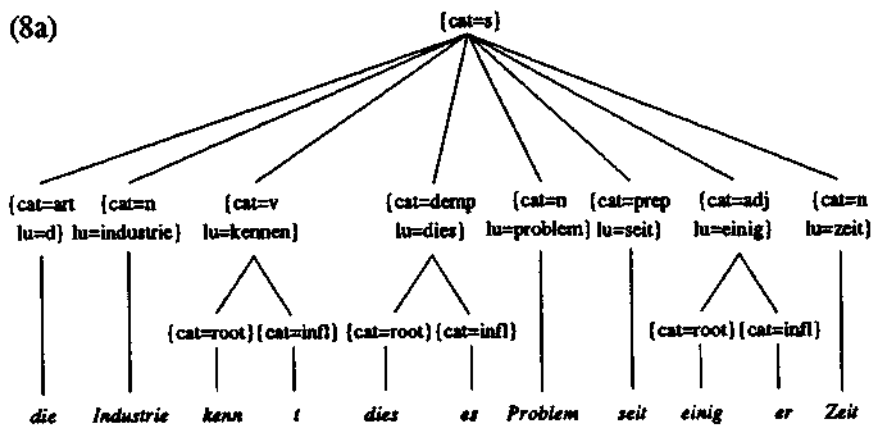 (8a)
{cat=s}
{cat=art {cat=n {cat=v {cat=demp {cat=n {cat=prep {cat=adj {cat=n
lu=d} lu=industrie} lu=kennen} lu=dies} lu=problem} lu=seit} lu=einig} lu=zeit}
{cat=root} {cat=infl} {cat=root} {cat=infl} {cat=root} {cat=infl}
die Industrie kenn t dies es Problem seit einig er Zeit